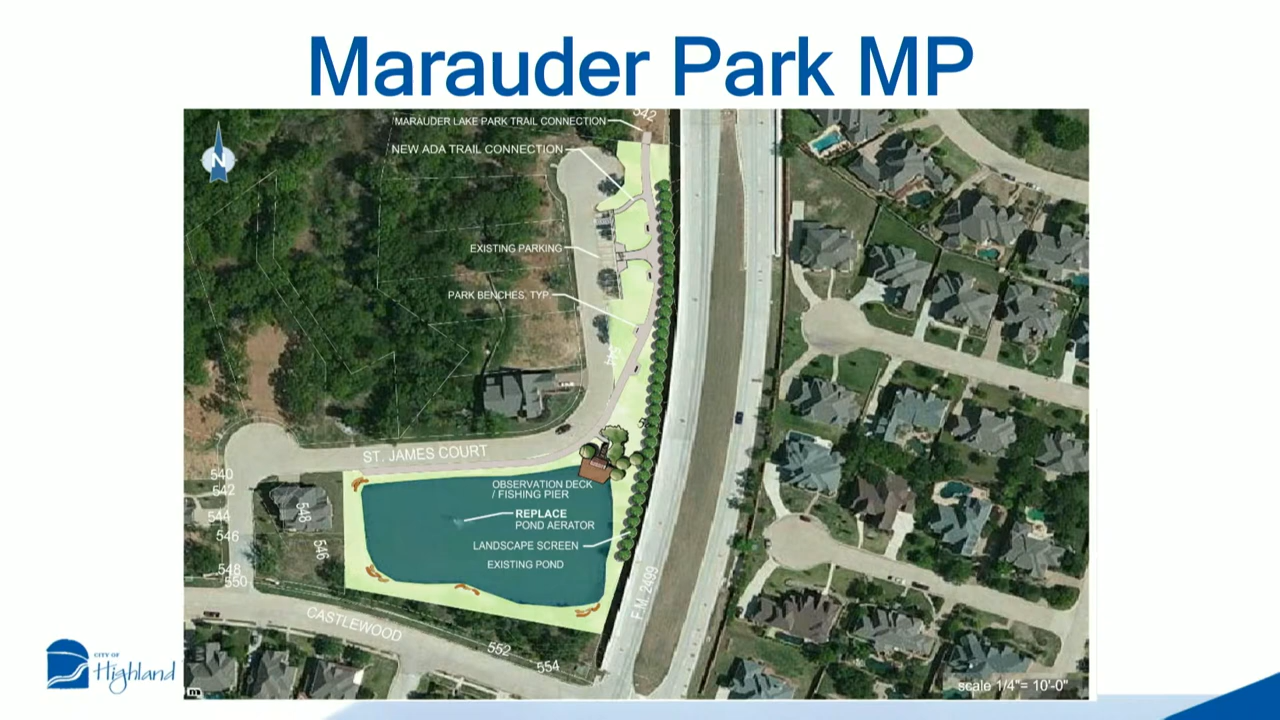 Marauder Park MP
542
MARAUDER LAKE PARK TRAIL CONNECTION
N
NEW ADA TRAIL CONNECTION
EXISTING PARKING
PARK BENCHES, TYP.
ST. JAMES COURT
540
542
544
546
548
550
548
546
OBSERVATION DECK
/ FISHING PIER
REPLACE
POND AERATOR
LANDSCAPE SCREEN
EXISTING POND
F.M. 2499
CASTLEWOOD
552
554
CITY OF
Highland
m
scale 1/4"= 10'-0"